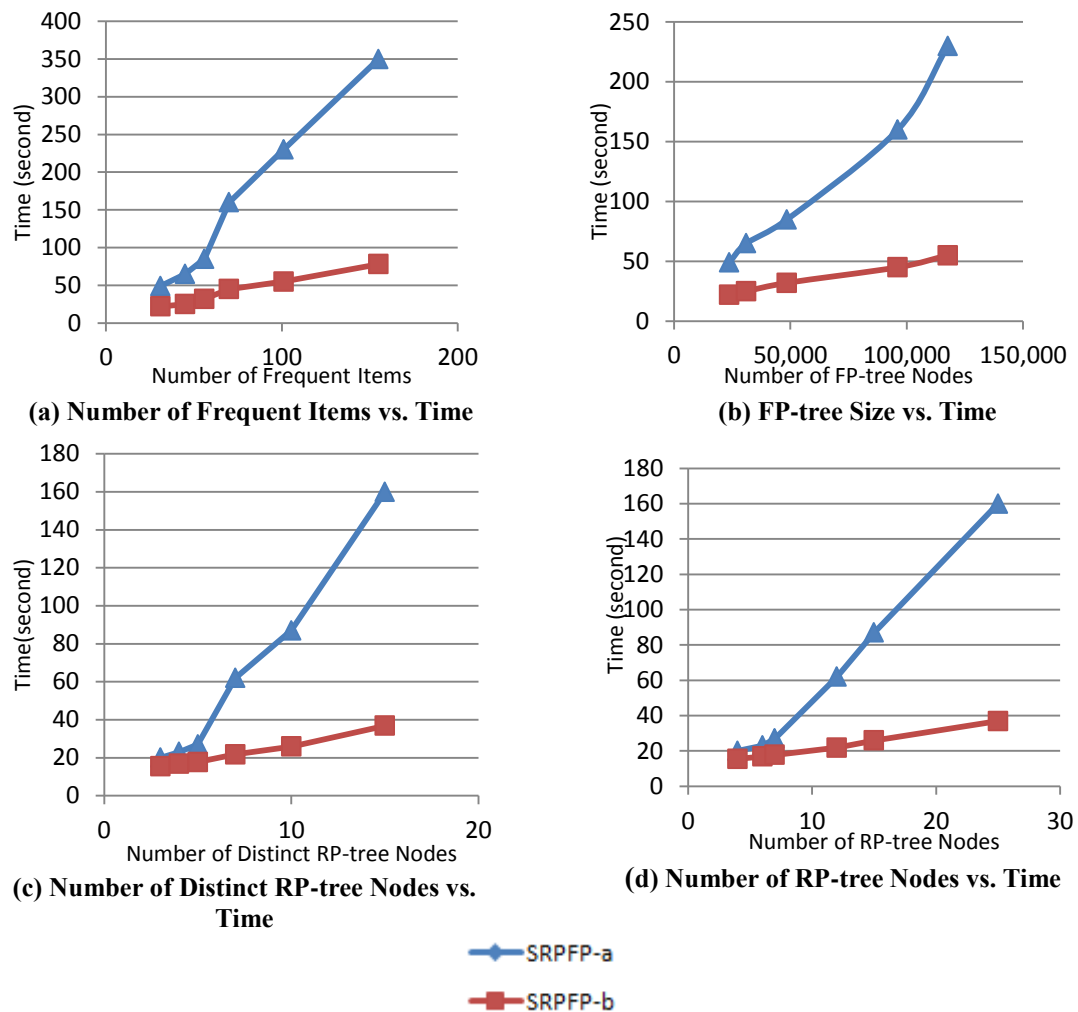 400
350
300
250
200
150
100
50
0
Time (second)
0 100 200
Number of Frequent Items
(a) Number of Frequent Items vs. Time
250
200
150
100
50
0
Time (second)
0 50,000 100,000 150,000
Number of FP-tree Nodes
(b) FP-tree Size vs. Time
180
160
140
120
100
80
60
40
20
0
Time(second)
0 10 20
Number of Distinct RP-tree Nodes
(c) Number of Distinct RP-tree Nodes vs.
Time
180
160
140
120
100
80
60
40
20
0
Time (second)
0 10 20 30
Number of RP-tree Nodes
(d) Number of RP-tree Nodes vs. Time
SRPFP-a
SRPFP-b